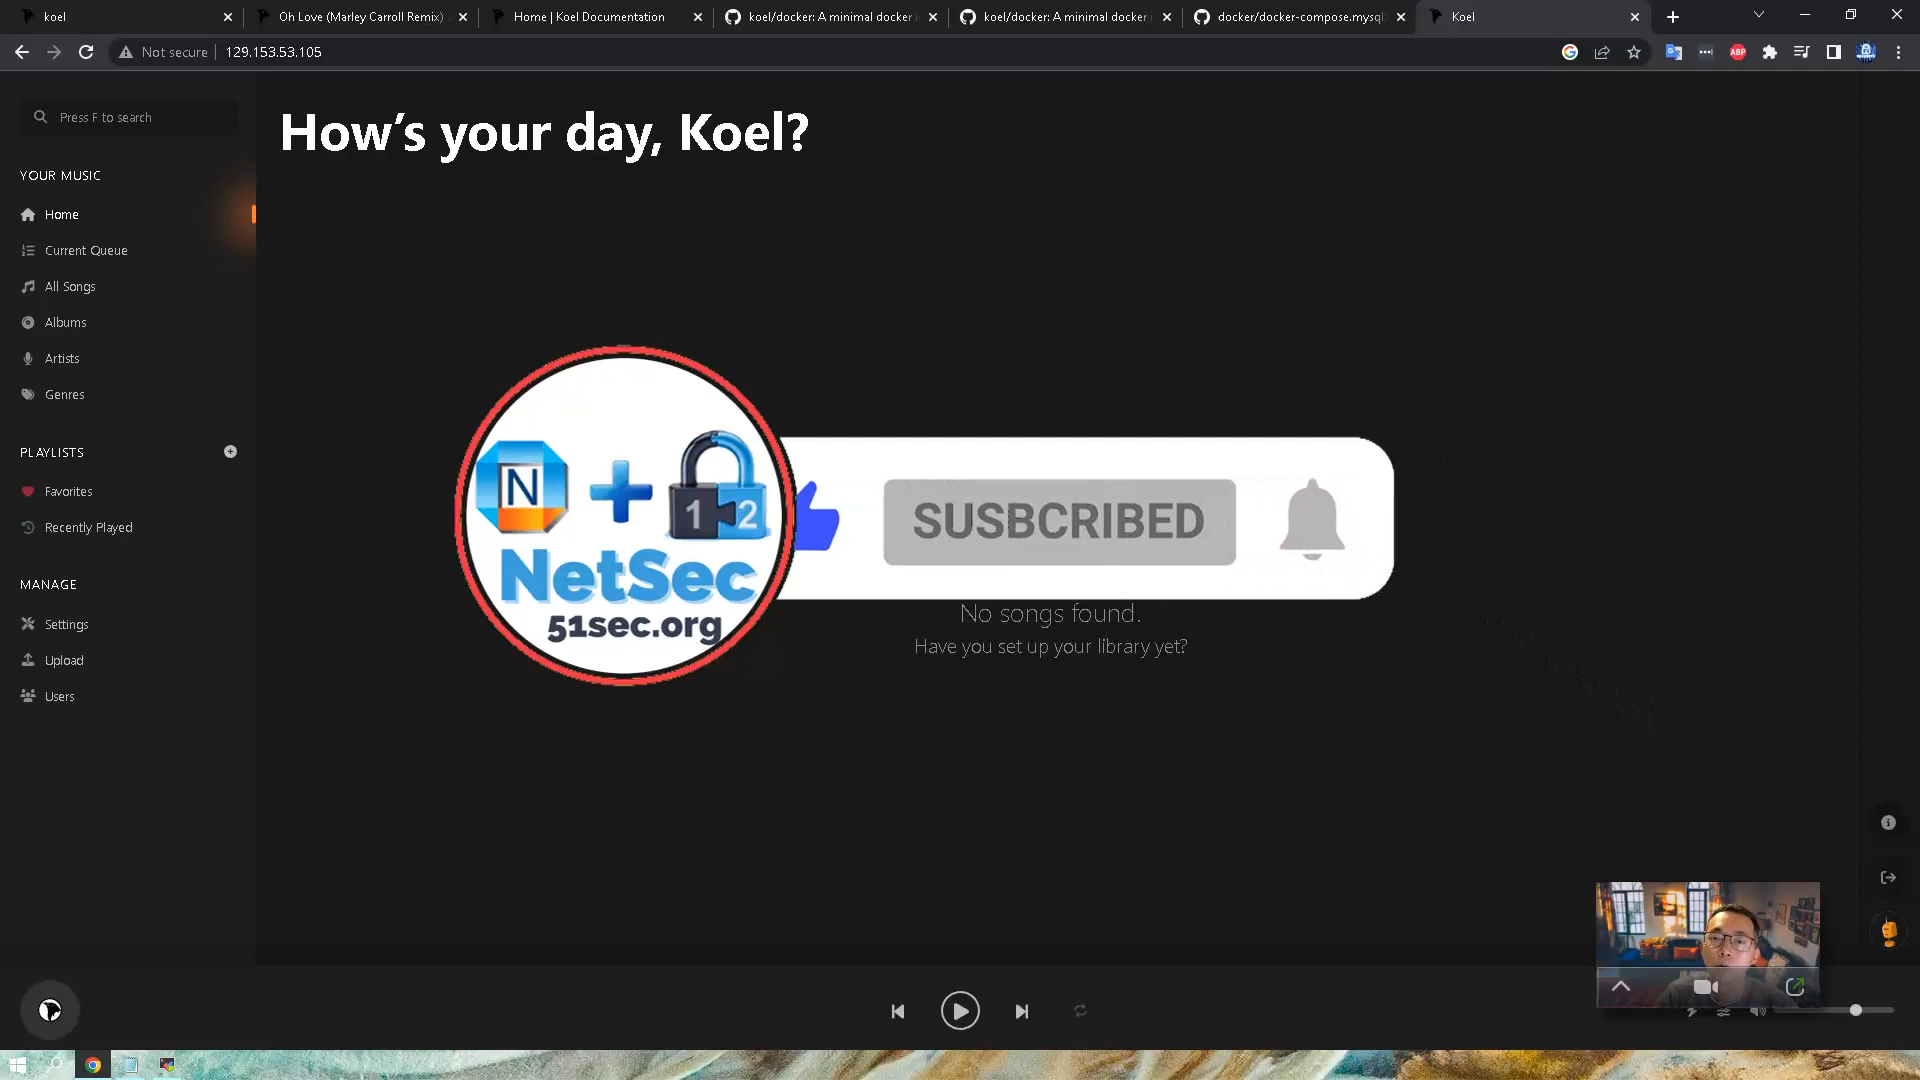 koel
Oh Love (Marley Carroll Remix)
Home | Koel Documentation
koel/docker: A minimal docker
koel/docker: A minimal docker
docker/docker-compose.mysql
Koel
Not secure
129.153.53.105
ABP
Press F to search
How's your day, Koel?
YOUR MUSIC
Home
Current Queue
All Songs
Albums
Artists
Genres
PLAYLISTS
Favorites
Recently Played
MANAGE
Settings
Upload
Users
N
1 2
NetSec
51sec.org
SUSBCRIBED
No songs found.
Have you set up your library yet?